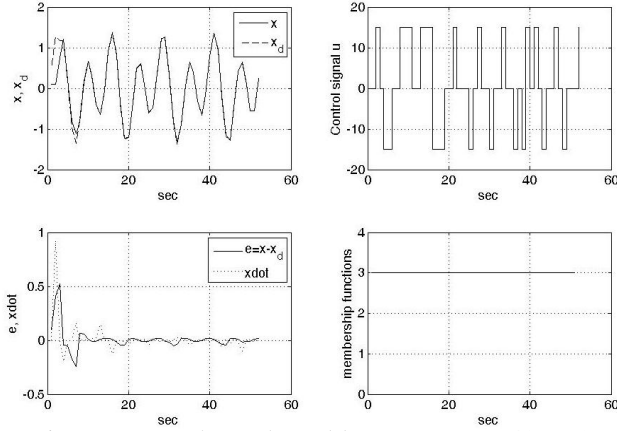 2
1
0
-1
-2
0
20
40
60
sec
x, x_d
x
x_d
20
10
0
-10
-20
0
20
40
60
sec
Control signal u
1
0.5
0
-0.5
0
20
40
60
sec
e, xdot
e=x-x_d
xdot
4
3
2
1
0
0
20
40
60
sec
membership functions